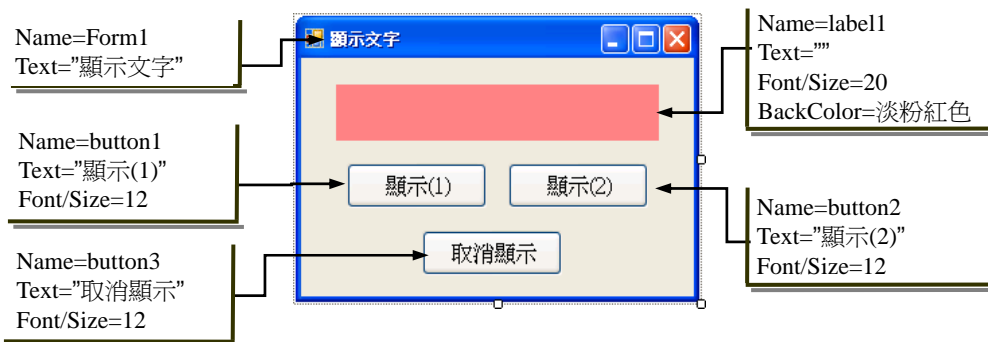 Name=Form1
Text=”顯示文字”
顯示文字
Name=label1
Text=””
Font/Size=20
BackColor=淡粉紅色
Name=button1
Text=”顯示(1)”
Font/Size=12
顯示(1)
顯示(2)
Name=button2
Text=”顯示(2)”
Font/Size=12
Name=button3
Text=”取消顯示”
Font/Size=12
取消顯示